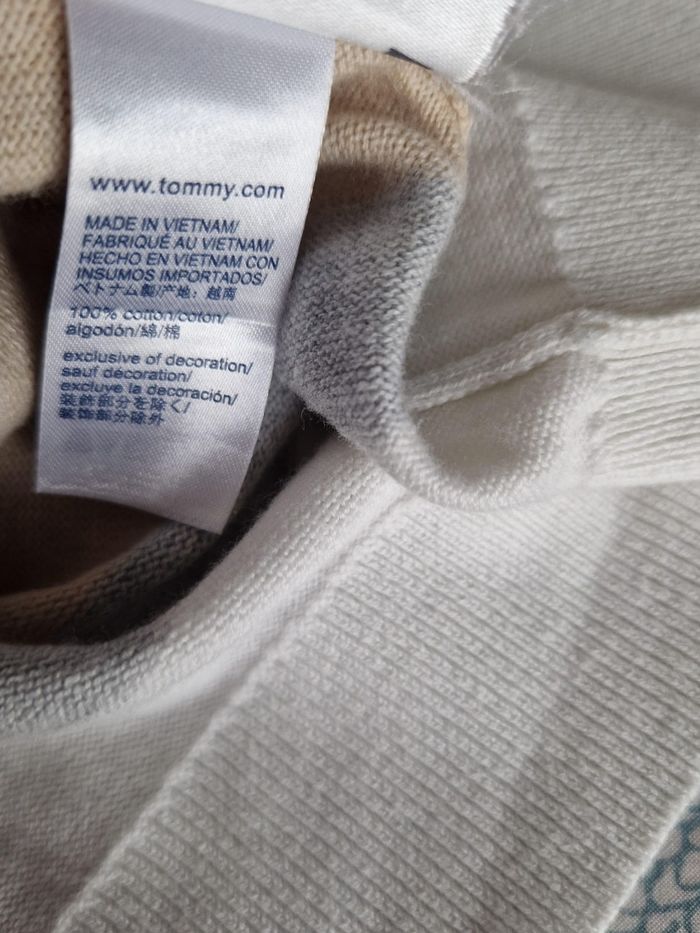 www.tommy.com
MADE IN VIETNAM/
FABRIQUÉ AU VIETNAM/
HECHO EN VIETNAM CON
INSUMOS IMPORTADOS/
ベトナム製/产地：越南
100% cotton/coton/
algodón/綿/棉
exclusive of decoration/
sauf décoration/
excluye la decoración/
装飾部分を除く/
装饰部分除外